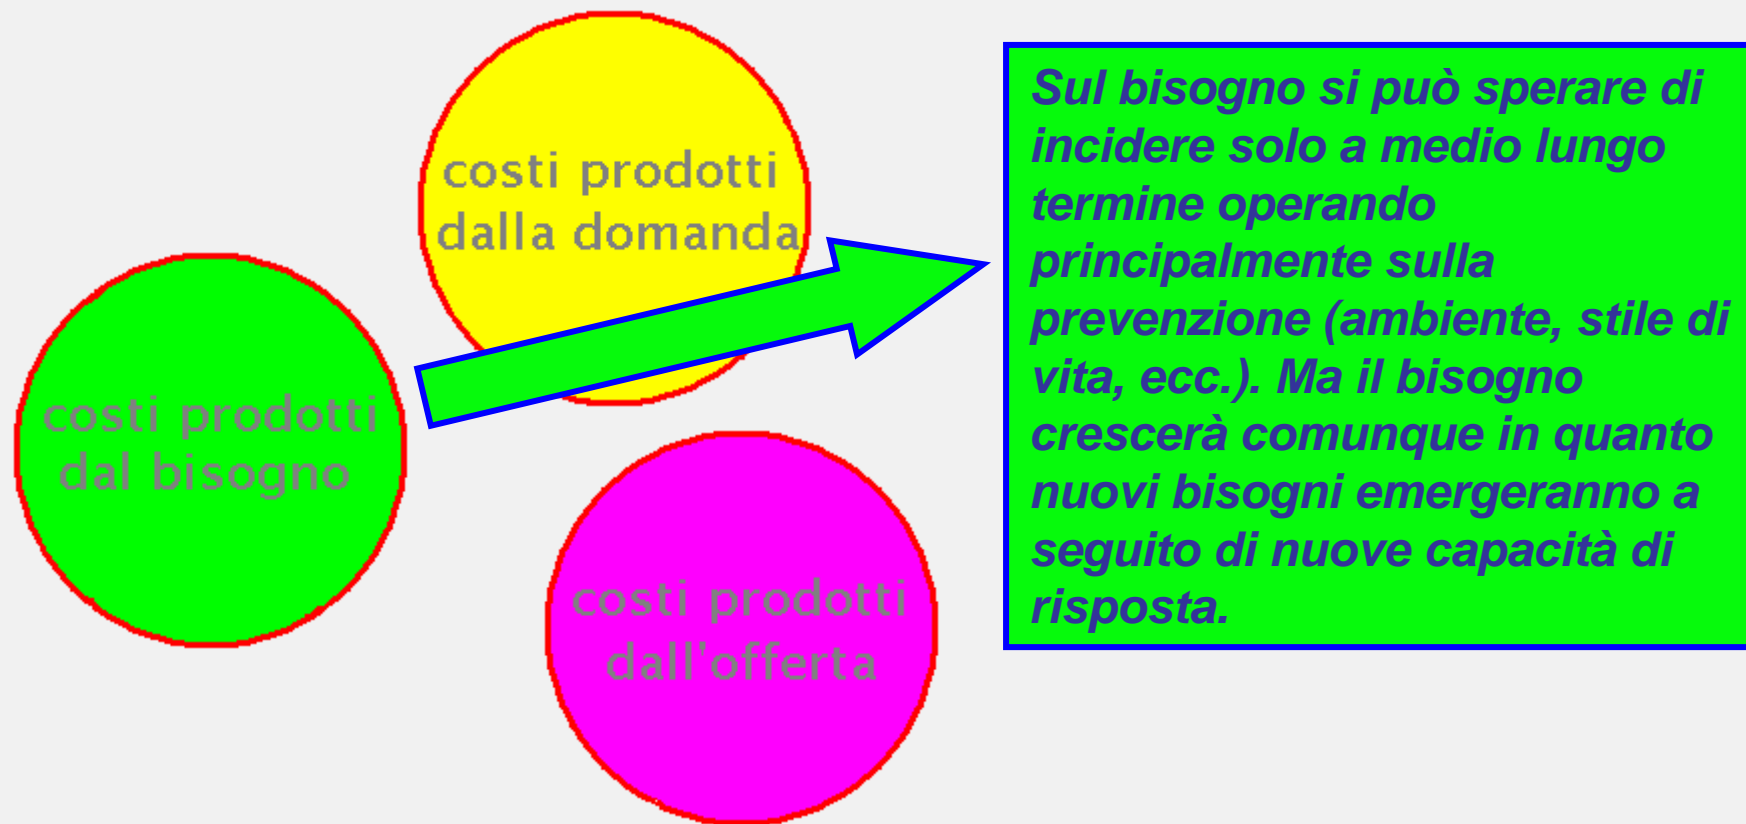 costi prodotti
dalla domanda
costi prodotti
dal bisogno
costi prodotti
dall'offerta
Sul bisogno si può sperare di
incidere solo a medio lungo
termine operando
principalmente sulla
prevenzione (ambiente, stile di
vita, ecc.). Ma il bisogno
crescerà comunque in quanto
nuovi bisogni emergeranno a
seguito di nuove capacità di
risposta.